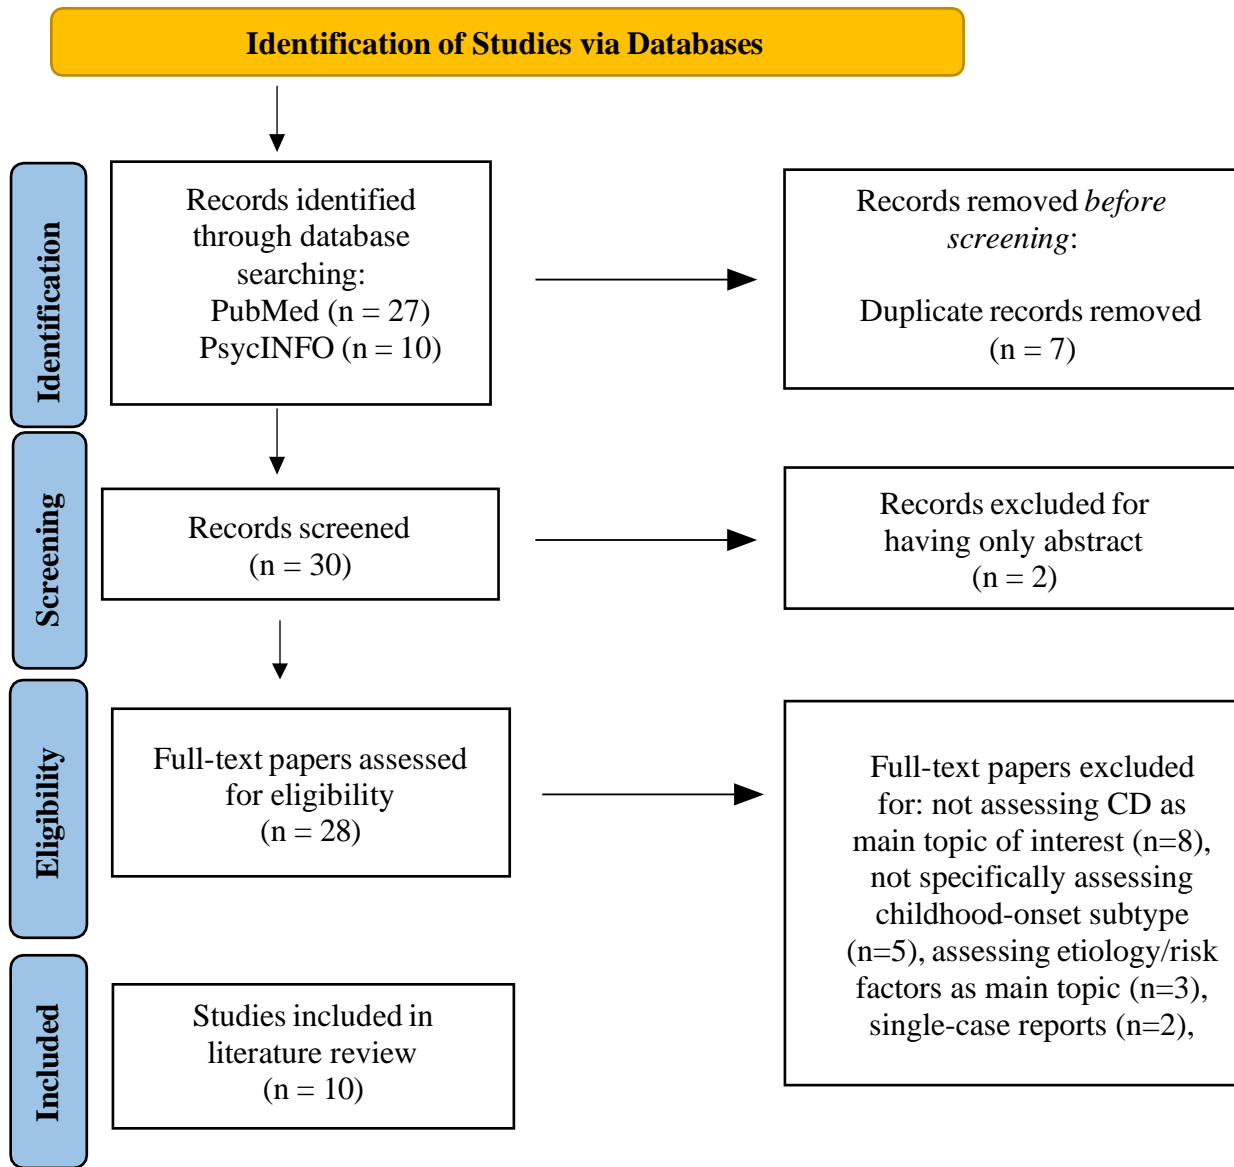 Identification of Studies via Databases
Identification
Records identified
through database
searching:
PubMed (n = 27)
PsycINFO (n = 10)
Records removed before
screening:
Duplicate records removed
(n = 7)
Screening
Records screened
(n = 30)
Records excluded for
having only abstract
(n = 2)
Eligibility
Full-text papers assessed
for eligibility
(n = 28)
Full-text papers excluded
for: not assessing CD as
main topic of interest (n=8),
not specifically assessing
childhood-onset subtype
(n=5), assessing etiology/risk
factors as main topic (n=3),
single-case reports (n=2),
Included
Studies included in
literature review
(n = 10)